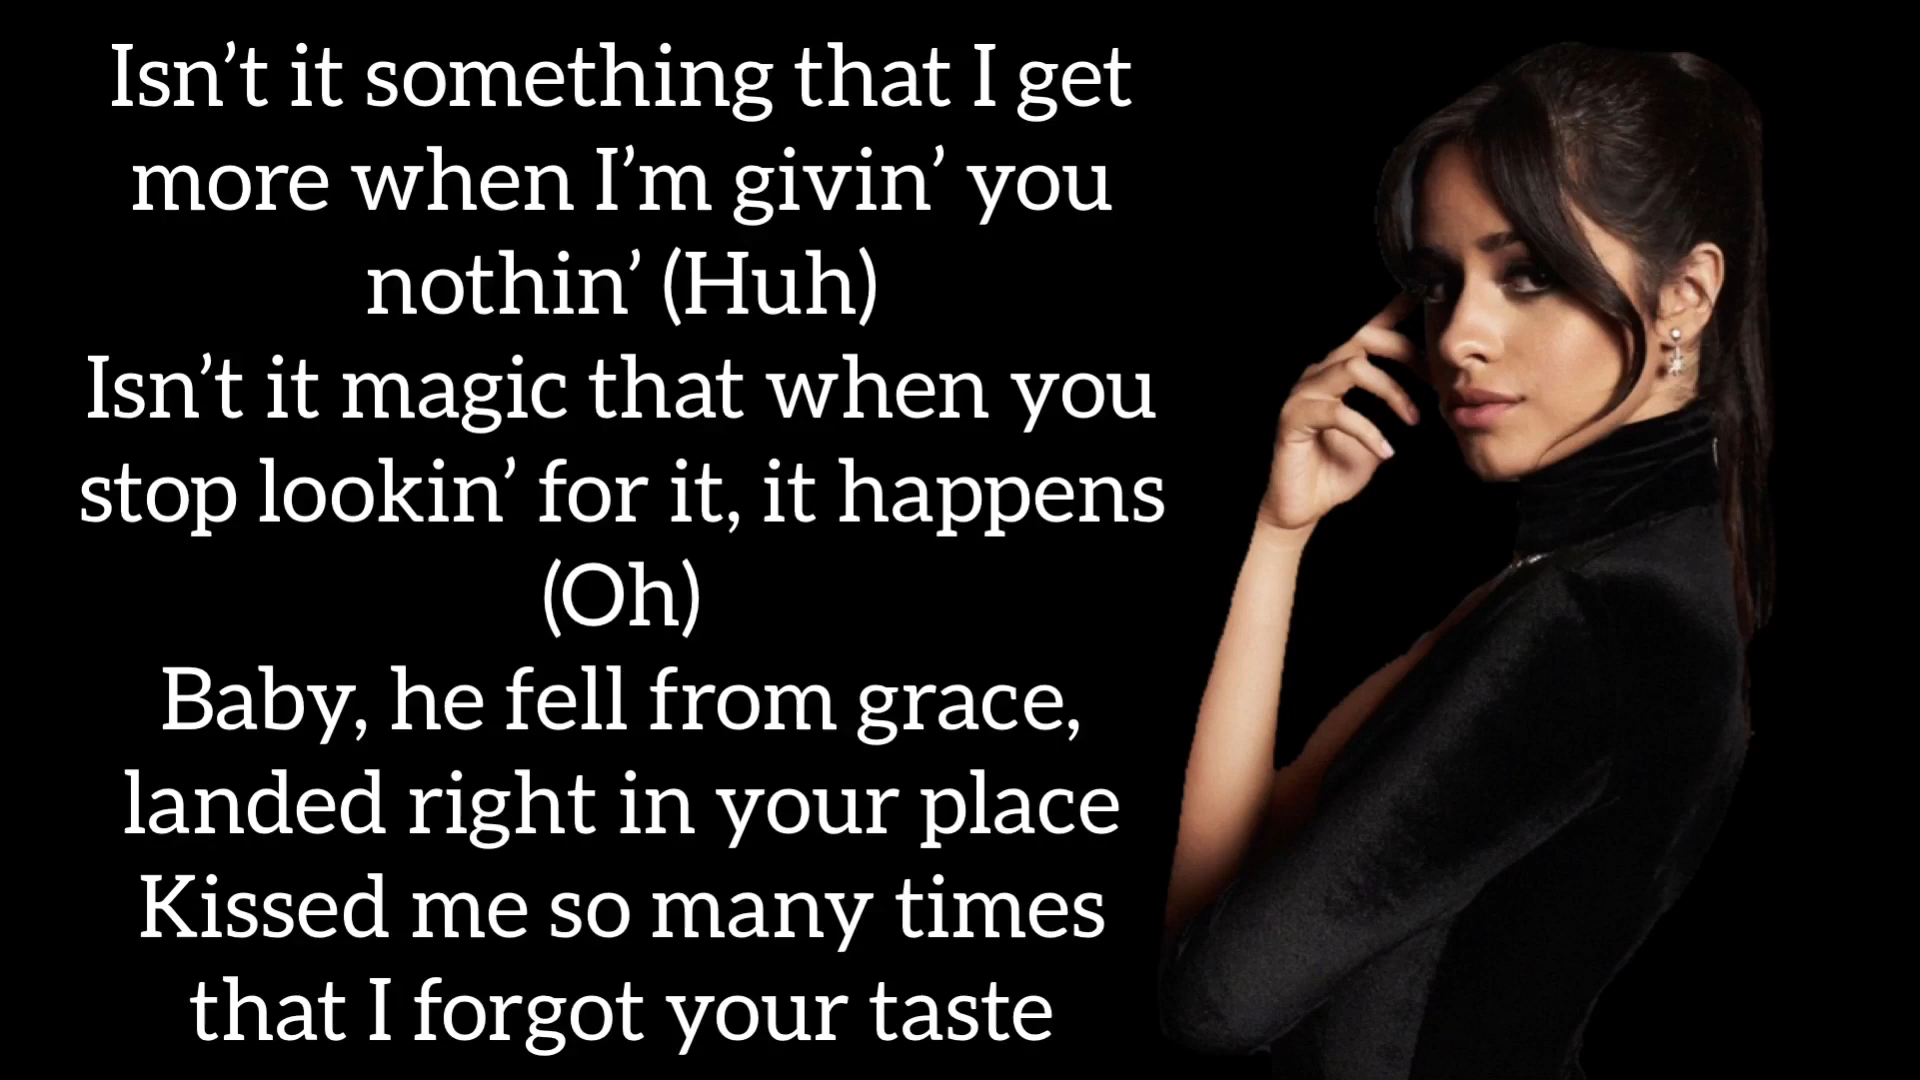 Isn’t it something that I get
more when I’m givin’ you
nothin’ (Huh)
Isn’t it magic that when you
stop lookin’ for it, it happens
(Oh)
Baby, he fell from grace,
landed right in your place
Kissed me so many times
that I forgot your taste